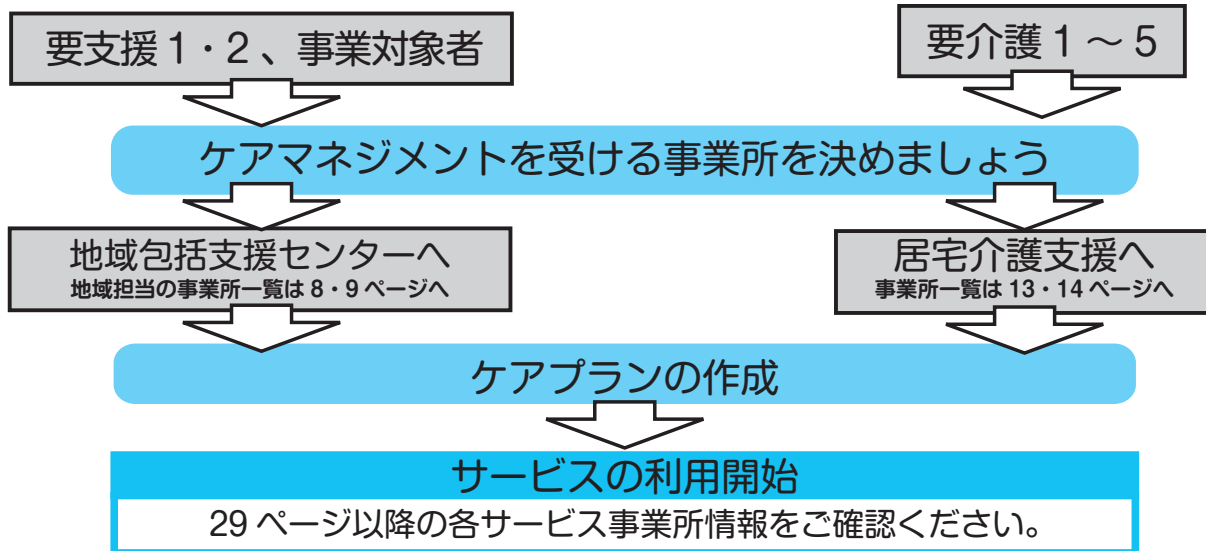 要支援1・2、事業対象者
要介護1～5
ケアマネジメントを受ける事業所を決めましょう
地域包括支援センターへ
地域担当の事業所一覧は8・9ページへ
居宅介護支援へ
事業所一覧は13・14ページへ
ケアプランの作成
サービスの利用開始
29ページ以降の各サービス事業所情報をご確認ください。